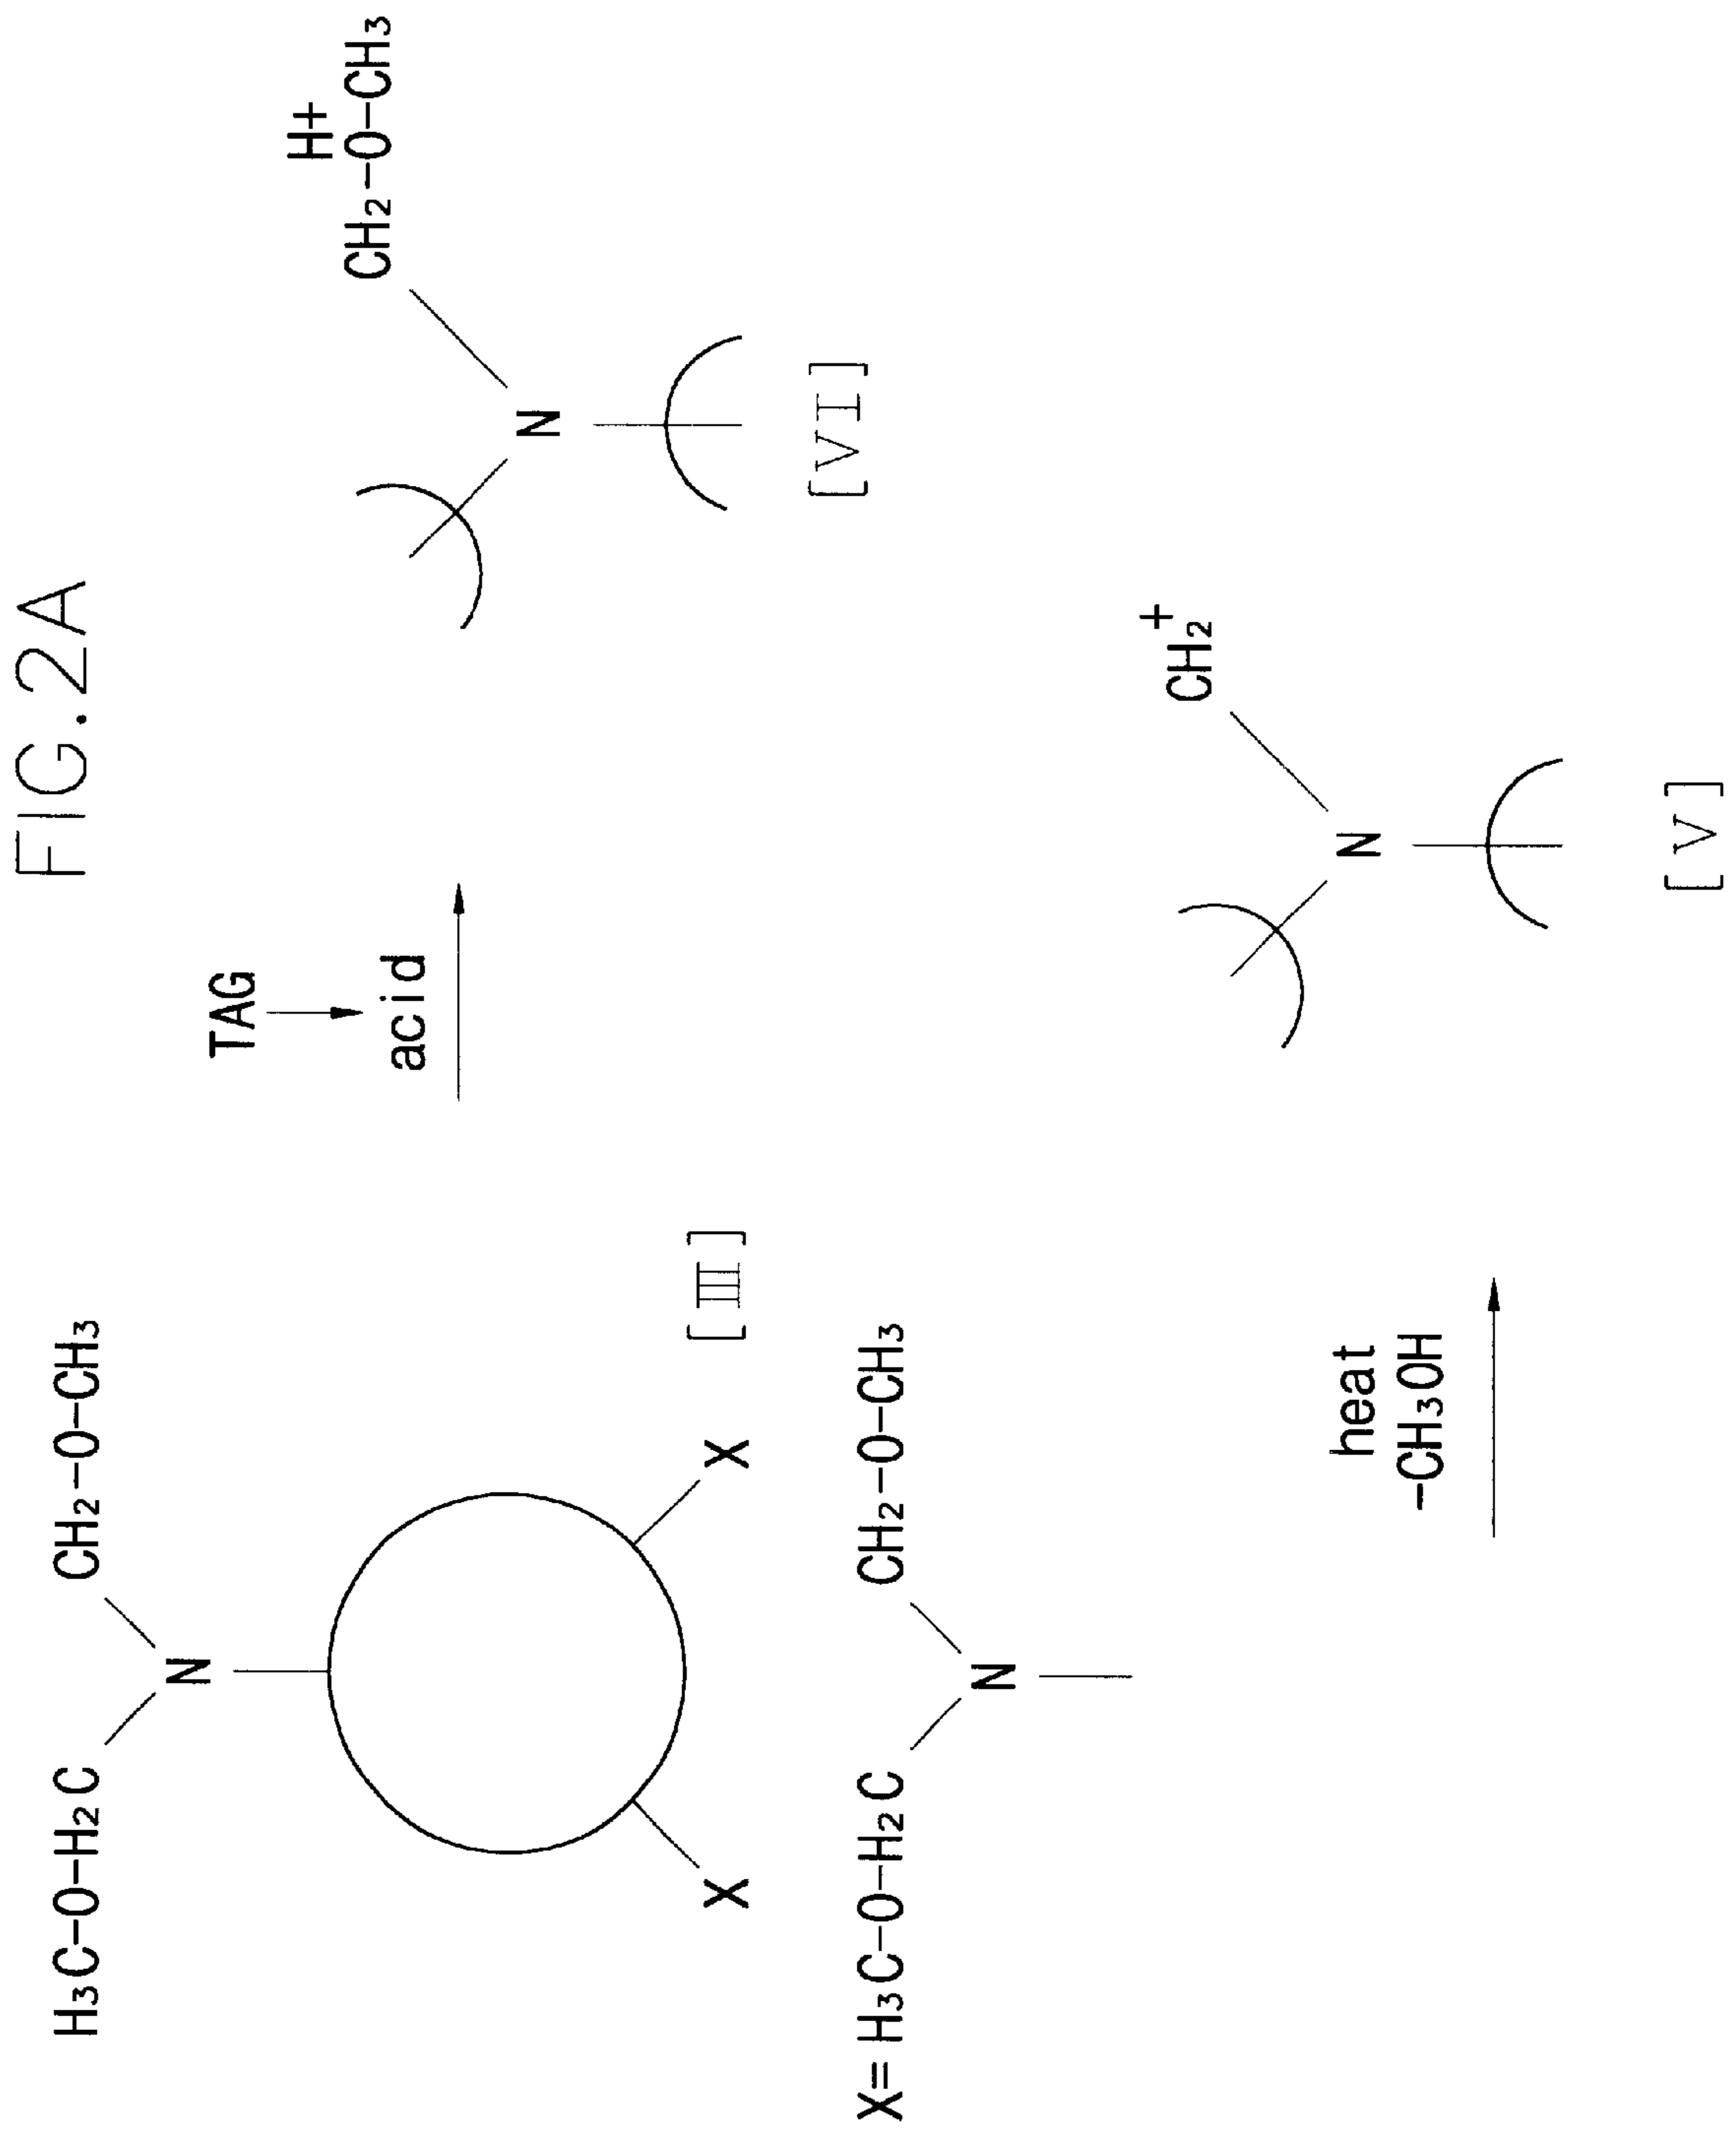 FIG.2A
H₃C-O-H₂C CH₂-O-CH₃
N
X X
[III]
X= H₃C-O-H₂C CH₂-O-CH₃
N
TAG
acid
H+
CH₂-O-CH₃
N
[VI]
heat
-CH₃OH
CH₂+
N
[V]